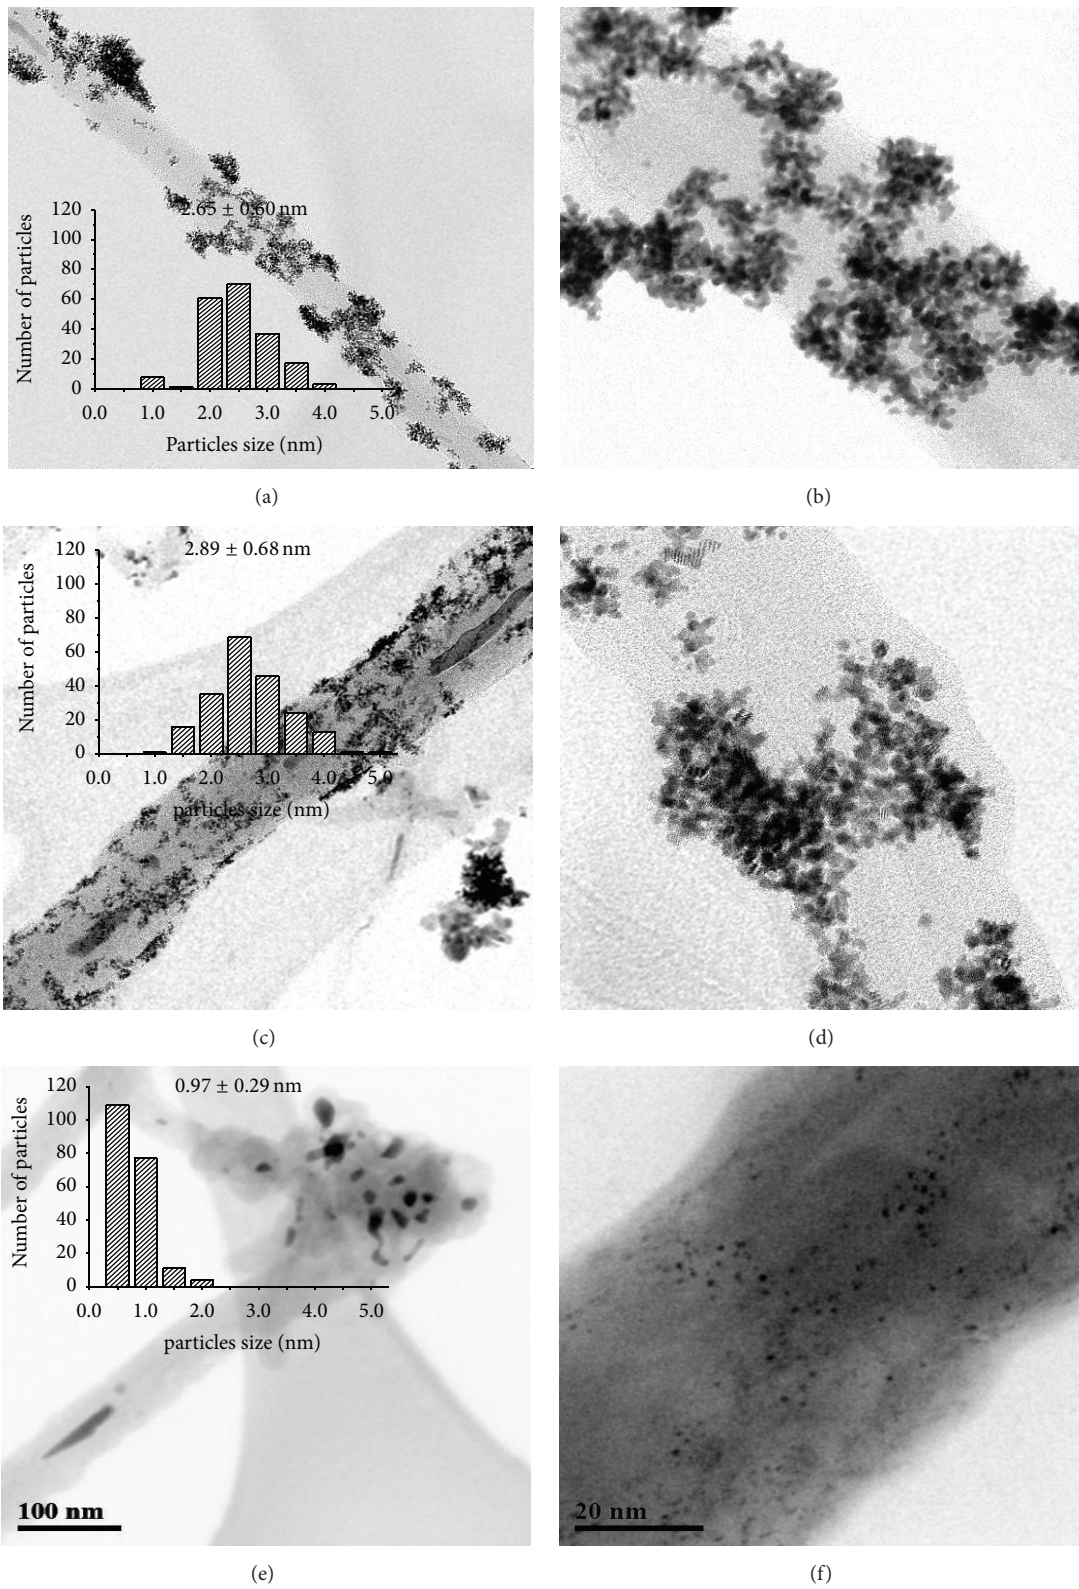 2.65 ± 0.60 nm
Number of particles
120
100
80
60
40
20
0
0.0 1.0 2.0 3.0 4.0 5.0
Particles size (nm)
(a)
(b)
2.89 ± 0.68 nm
Number of particles
120
100
80
60
40
20
0
0.0 1.0 2.0 3.0 4.0 5.0
particles size (nm)
(c)
(d)
0.97 ± 0.29 nm
Number of particles
120
100
80
60
40
20
0
0.0 1.0 2.0 3.0 4.0 5.0
particles size (nm)
100 nm
(e)
20 nm
(f)